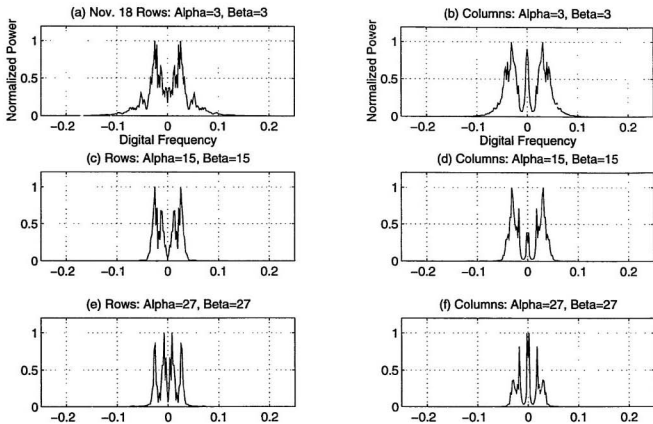 (a) Nov. 18 Rows: Alpha=3, Beta=3
Normalized Power
1
0.5
0
−0.2 −0.1 0 0.1 0.2
Digital Frequency
(b) Columns: Alpha=3, Beta=3
Normalized Power
1
0.5
0
−0.2 −0.1 0 0.1 0.2
Digital Frequency
(c) Rows: Alpha=15, Beta=15
1
0.5
0
−0.2 −0.1 0 0.1 0.2
(d) Columns: Alpha=15, Beta=15
1
0.5
0
−0.2 −0.1 0 0.1 0.2
(e) Rows: Alpha=27, Beta=27
1
0.5
0
−0.2 −0.1 0 0.1 0.2
(f) Columns: Alpha=27, Beta=27
1
0.5
0
−0.2 −0.1 0 0.1 0.2